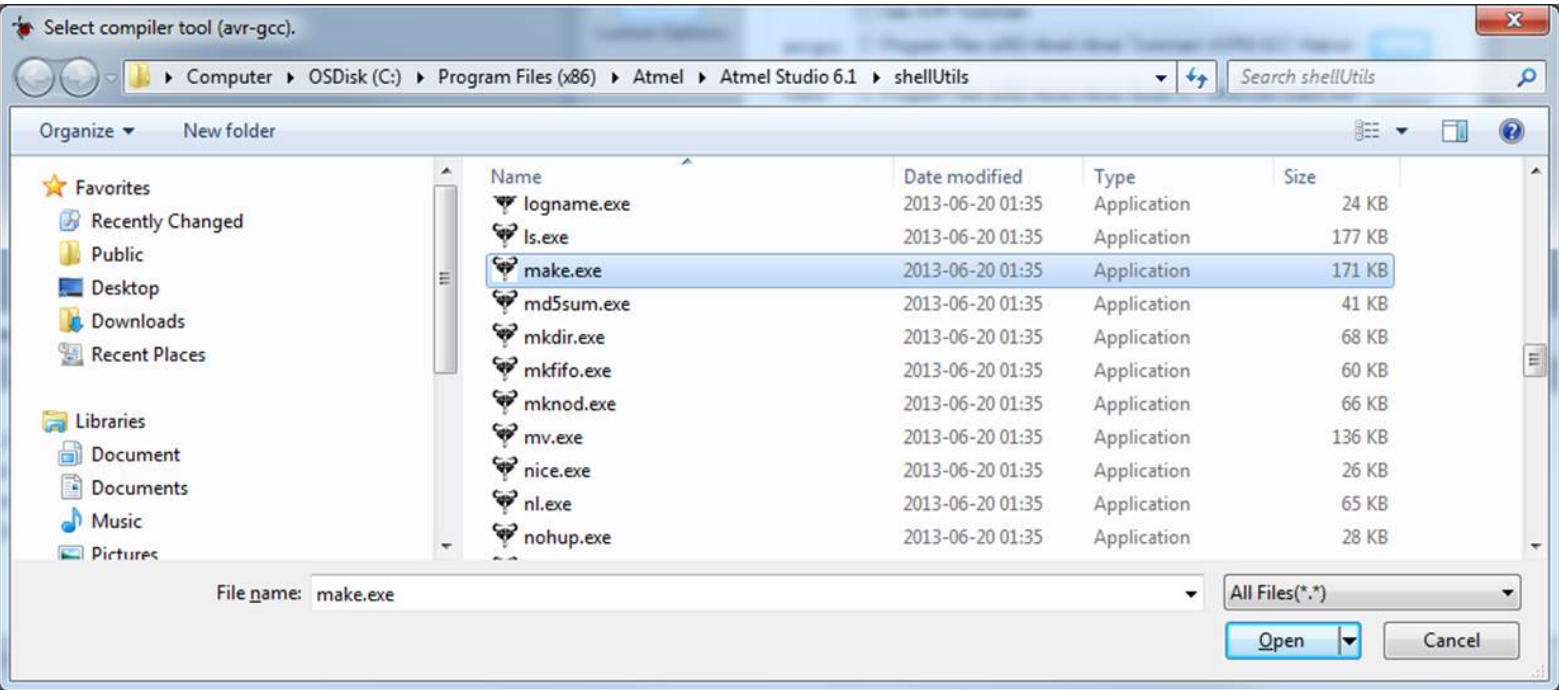 Select compiler tool (avr-gcc).
Computer OSDisk (C:) Program Files (x86) Atmel Atmel Studio 6.1 shellUtils Search shellUtils
Organize New folder
Favorites
Recently Changed
Public
Desktop
Downloads
Recent Places
Libraries
Document
Documents
Music
Pictures
Name Date modified Type Size
logname.exe 2013-06-20 01:35 Application 24 KB
ls.exe 2013-06-20 01:35 Application 177 KB
make.exe 2013-06-20 01:35 Application 171 KB
md5sum.exe 2013-06-20 01:35 Application 41 KB
mkdir.exe 2013-06-20 01:35 Application 68 KB
mkfifo.exe 2013-06-20 01:35 Application 60 KB
mknod.exe 2013-06-20 01:35 Application 66 KB
mv.exe 2013-06-20 01:35 Application 136 KB
nice.exe 2013-06-20 01:35 Application 26 KB
nl.exe 2013-06-20 01:35 Application 65 KB
nohup.exe 2013-06-20 01:35 Application 28 KB
File name: make.exe All Files(*.*)
Open Cancel